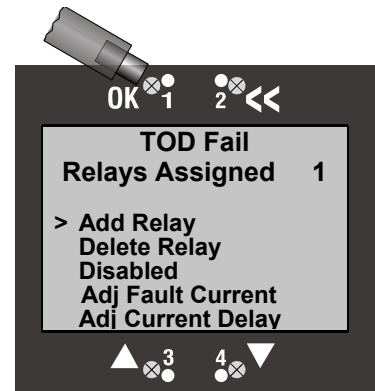 OK 1 2 <<
TOD Fail
Relays Assigned 1
> Add Relay
Delete Relay
Disabled
Adj Fault Current
Adj Current Delay
3 4